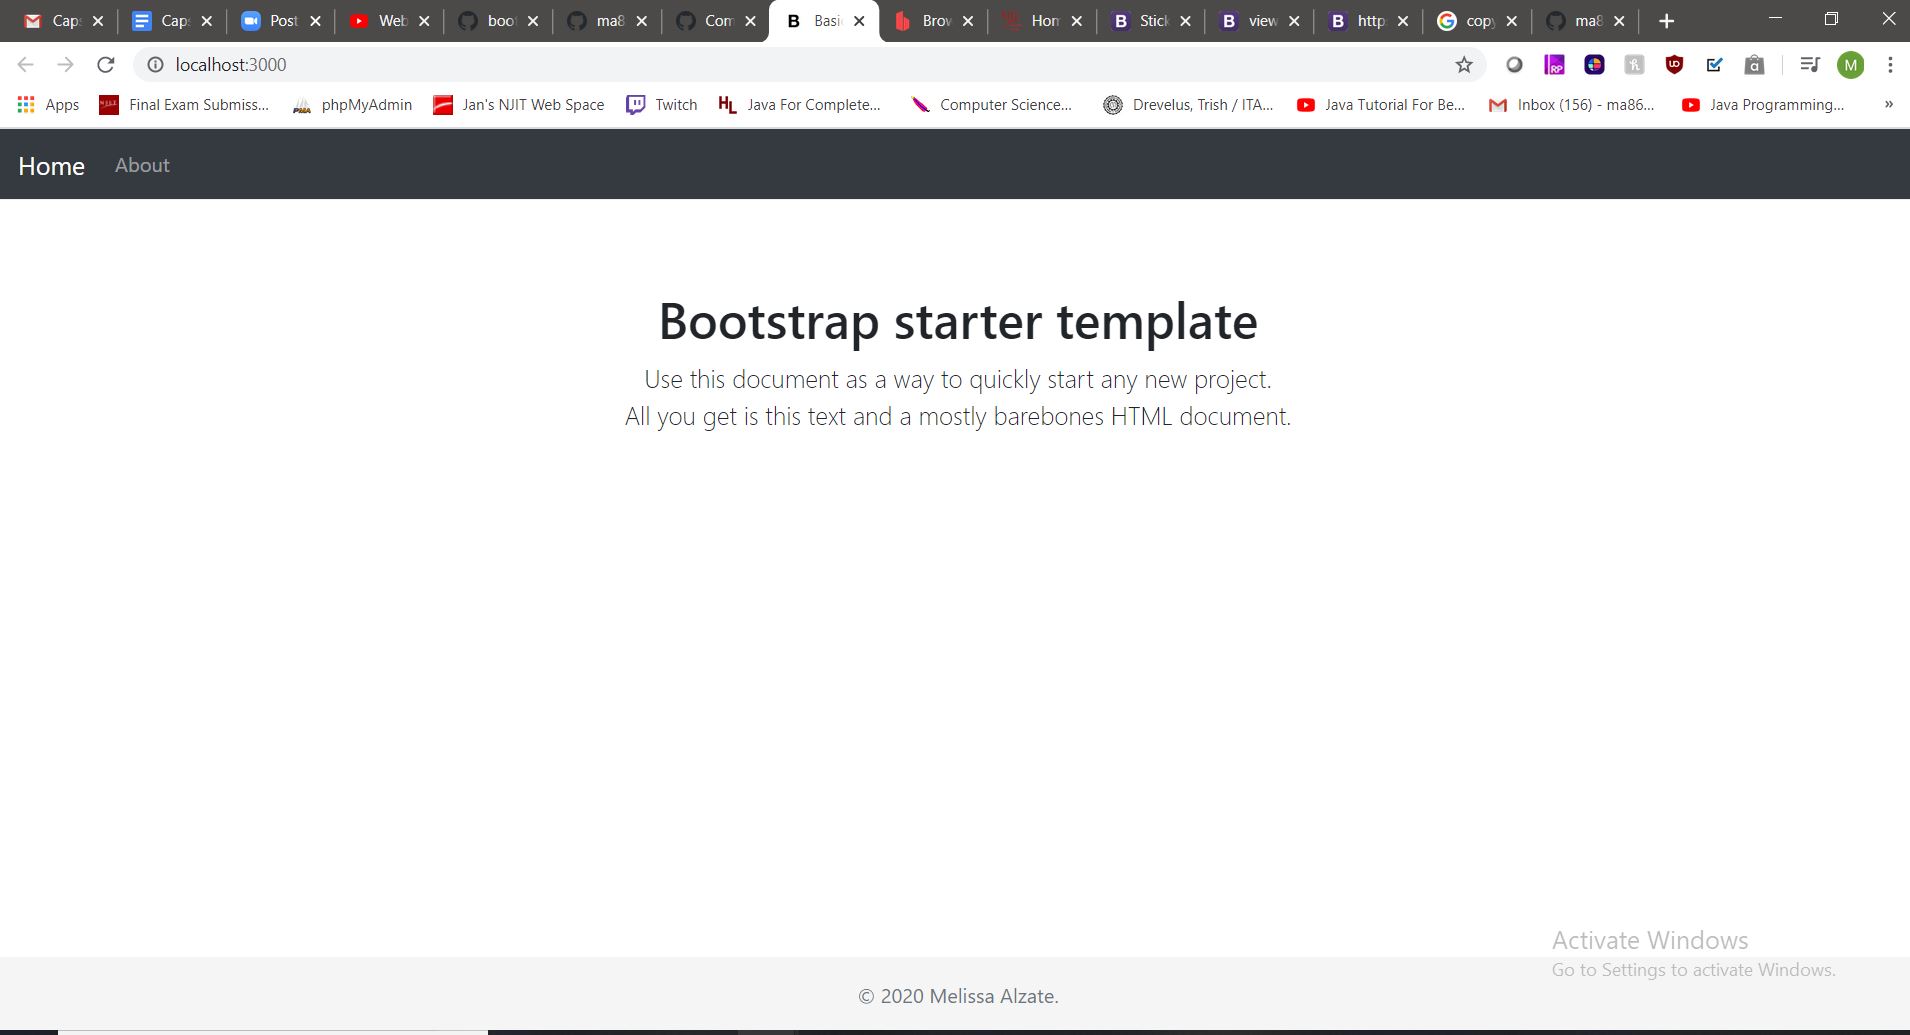 Cap Cap Post Web boot ma8 Com Basi Brow Hom Stick view http copy ma8
localhost:3000
M
Apps Final Exam Submiss... phpMyAdmin Jan's NJIT Web Space Twitch HL Java For Complete... Computer Science... Drevelus, Trish / ITA... Java Tutorial For Be... Inbox (156) - ma86... Java Programming... »
Home About
Bootstrap starter template
Use this document as a way to quickly start any new project.
All you get is this text and a mostly barebones HTML document.
Activate Windows
Go to Settings to activate Windows.
© 2020 Melissa Alzate.